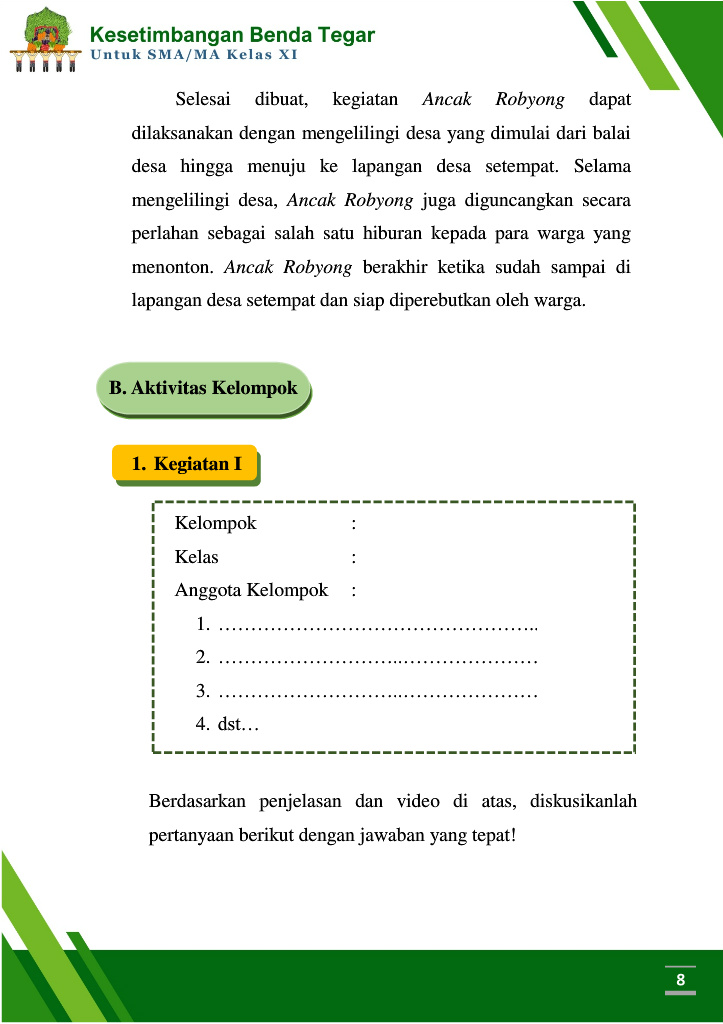 Kesetimbangan Benda Tegar
Untuk SMA/MA Kelas XI
Selesai dibuat, kegiatan Ancak Robyong dapat
dilaksanakan dengan mengelilingi desa yang dimulai dari balai
desa hingga menuju ke lapangan desa setempat. Selama
mengelilingi desa, Ancak Robyong juga diguncangkan secara
perlahan sebagai salah satu hiburan kepada para warga yang
menonton. Ancak Robyong berakhir ketika sudah sampai di
lapangan desa setempat dan siap diperebutkan oleh warga.
B. Aktivitas Kelompok
1. Kegiatan I
Kelompok :
Kelas :
Anggota Kelompok :
1. …………………………………………..
2. ………………………..…………………
3. ………………………..…………………
4. dst…
Berdasarkan penjelasan dan video di atas, diskusikanlah
pertanyaan berikut dengan jawaban yang tepat!
8